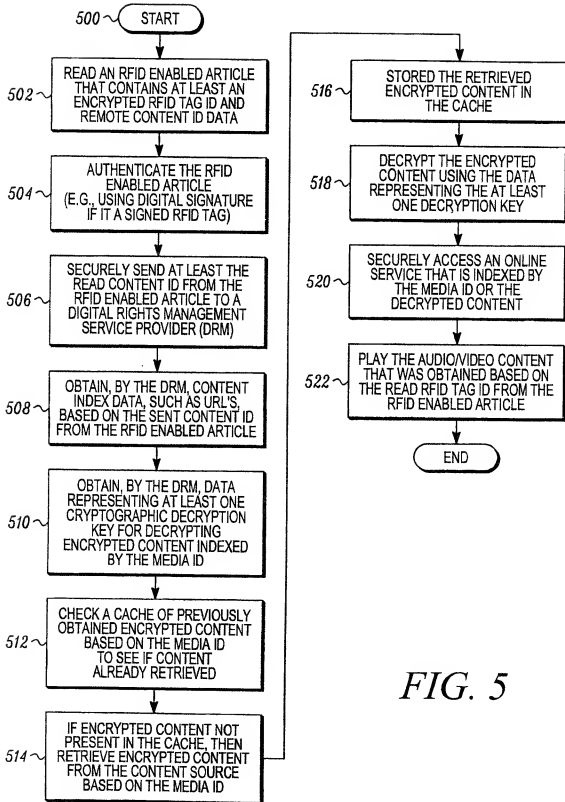 500
START
502
READ AN RFID ENABLED ARTICLE
THAT CONTAINS AT LEAST AN
ENCRYPTED RFID TAG ID AND
REMOTE CONTENT ID DATA
504
AUTHENTICATE THE RFID
ENABLED ARTICLE
(E.G., USING DIGITAL SIGNATURE
IF IT A SIGNED RFID TAG)
506
SECURELY SEND AT LEAST THE
READ CONTENT ID FROM THE
RFID ENABLED ARTICLE TO A
DIGITAL RIGHTS MANAGEMENT
SERVICE PROVIDER (DRM)
508
OBTAIN, BY THE DRM, CONTENT
INDEX DATA, SUCH AS URL'S,
BASED ON THE SENT CONTENT ID
FROM THE RFID ENABLED ARTICLE
510
OBTAIN, BY THE DRM, DATA
REPRESENTING AT LEAST ONE
CRYPTOGRAPHIC DECRYPTION
KEY FOR DECRYPTING
ENCRYPTED CONTENT INDEXED
BY THE MEDIA ID
512
CHECK A CACHE OF PREVIOUSLY
OBTAINED ENCRYPTED CONTENT
BASED ON THE MEDIA ID
TO SEE IF CONTENT
ALREADY RETRIEVED
514
IF ENCRYPTED CONTENT NOT
PRESENT IN THE CACHE, THEN
RETRIEVE ENCRYPTED CONTENT
FROM THE CONTENT SOURCE
BASED ON THE MEDIA ID
516
STORED THE RETRIEVED
ENCRYPTED CONTENT IN
THE CACHE
518
DECRYPT THE ENCRYPTED
CONTENT USING THE DATA
REPRESENTING THE AT LEAST
ONE DECRYPTION KEY
520
SECURELY ACCESS AN ONLINE
SERVICE THAT IS INDEXED BY
THE MEDIA ID OR THE
DECRYPTED CONTENT
522
PLAY THE AUDIO/VIDEO CONTENT
THAT WAS OBTAINED BASED ON
THE READ RFID TAG ID FROM THE
RFID ENABLED ARTICLE
END
FIG. 5